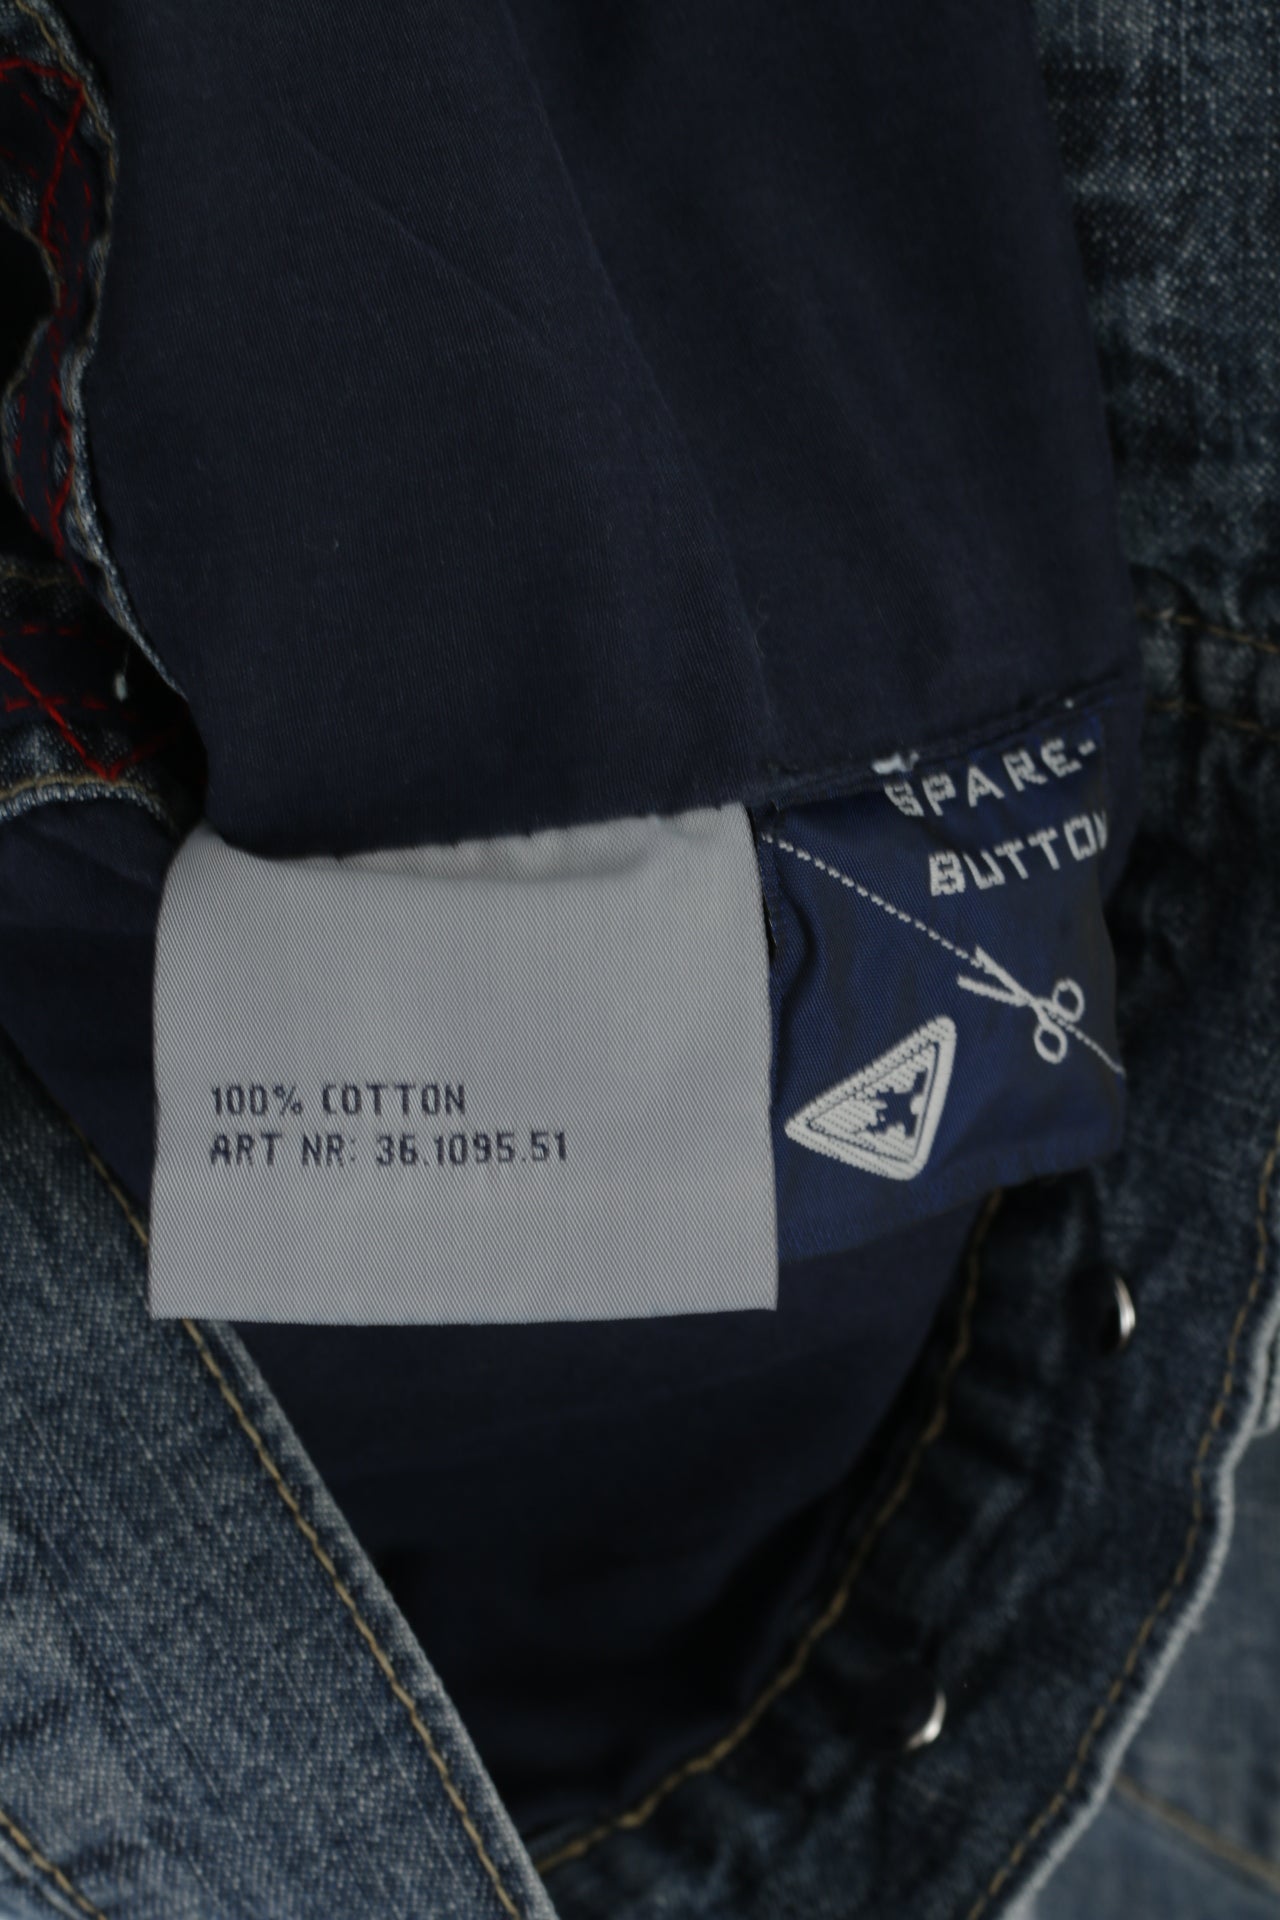 SPARE-
BUTTON
100% COTTON
ART NR: 36.1095.51